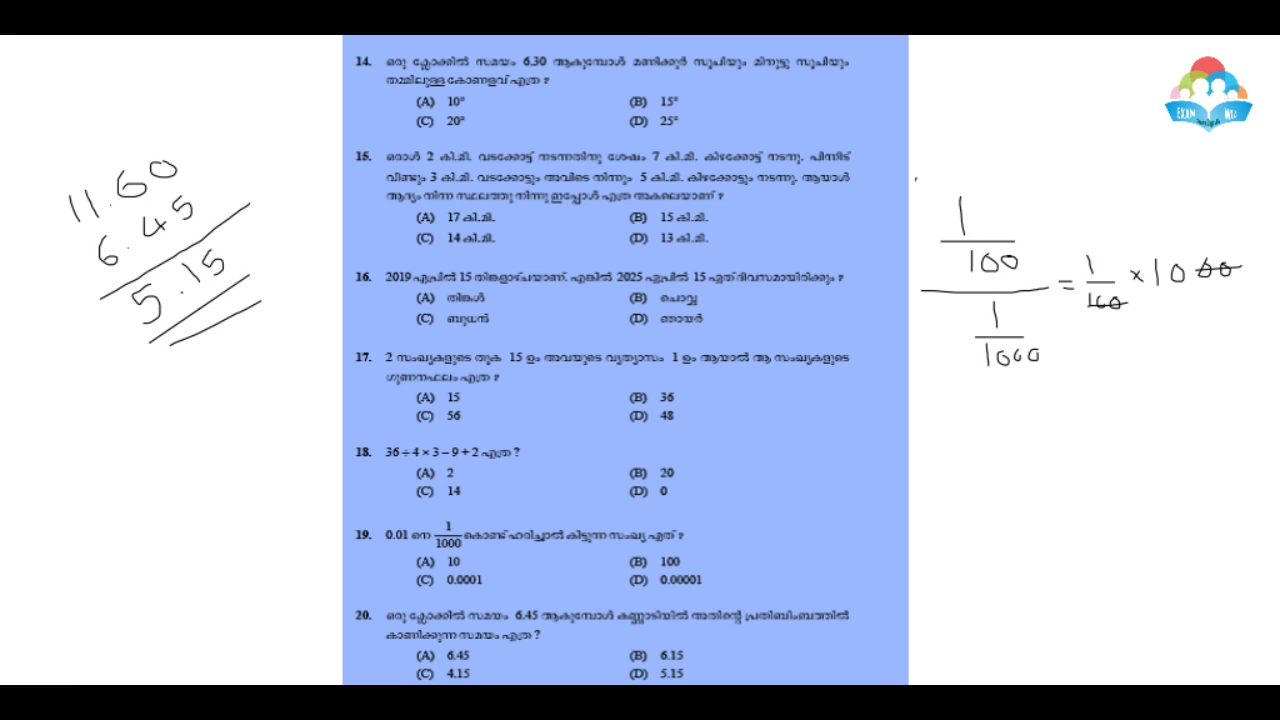 14. ഒരു ക്ലോക്കിൽ സമയം 6.30 ആകുമ്പോൾ മണിക്കൂർ സൂചിയും മിനുട്ടു സൂചിയും
തമ്മിലുള്ള കോണളവ് എത്ര ?
(A) 10° (B) 15°
(C) 20° (D) 25°
15. ഒരാൾ 2 കി.മി. വടക്കോട്ട് നടന്നതിനു ശേഷം 7 കി.മി. കിഴക്കോട്ട് നടന്നു. പിന്നീട്
വീണ്ടും 3 കി.മി. വടക്കോട്ടും അവിടെ നിന്നും 5 കി.മി. കിഴക്കോട്ടും നടന്നു. ആയാൾ
ആദ്യം നിന്ന സ്ഥലത്തു നിന്നു ഇപ്പോൾ എത്ര അകലെയാണ് ?
(A) 17 കി.മി. (B) 15 കി.മി.
(C) 14 കി.മി. (D) 13 കി.മി.
16. 2019 ഏപ്രിൽ 15 തിങ്കളാഴ്ചയാണ്. എങ്കിൽ 2025 ഏപ്രിൽ 15 ഏത് ദിവസമായിരിക്കും ?
(A) തിങ്കൾ (B) ചൊവ്വ
(C) ബുധൻ (D) ഞായർ
17. 2 സംഖ്യകളുടെ തുക 15 ഉം അവയുടെ വ്യത്യാസം 1 ഉം ആയാൽ ആ സംഖ്യകളുടെ
ഗുണനഫലം എത്ര ?
(A) 15 (B) 36
(C) 56 (D) 48
18. 36 ÷ 4 × 3 – 9 + 2 എത്ര ?
(A) 2 (B) 20
(C) 14 (D) 0
19. 0.01 നെ 1/1000 കൊണ്ട് ഹരിച്ചാൽ കിട്ടുന്ന സംഖ്യ ഏത് ?
(A) 10 (B) 100
(C) 0.0001 (D) 0.00001
20. ഒരു ക്ലോക്കിൽ സമയം 6.45 ആകുമ്പോൾ കണ്ണാടിയിൽ അതിന്റെ പ്രതിബിംബത്തിൽ
കാണിക്കുന്ന സമയം എത്ര ?
(A) 6.45 (B) 6.15
(C) 4.15 (D) 5.15
11.60
6.45
5.15
1
100
1
1000
= 1/100 × 1000
EXAM WIZ